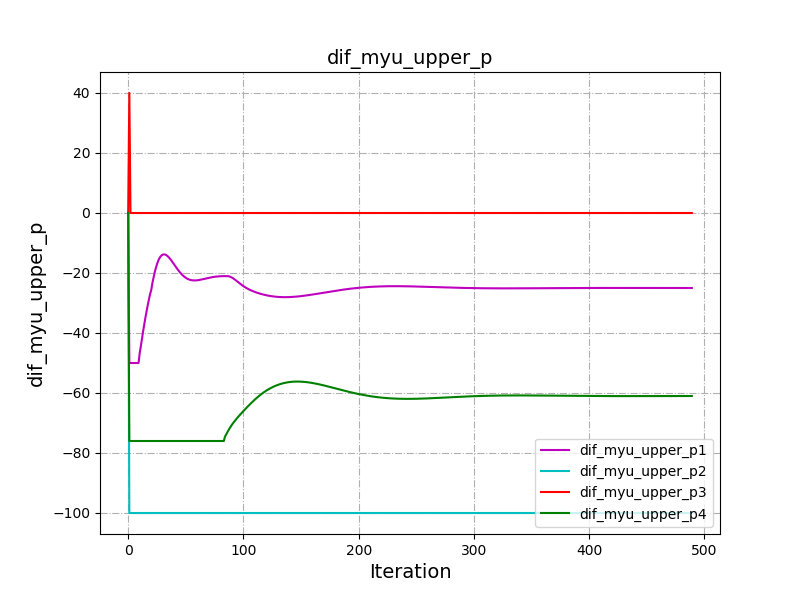 dif_myu_upper_p
dif_myu_upper_p
40
20
0
−20
−40
−60
−80
−100
0
100
200
300
400
500
Iteration
dif_myu_upper_p1
dif_myu_upper_p2
dif_myu_upper_p3
dif_myu_upper_p4